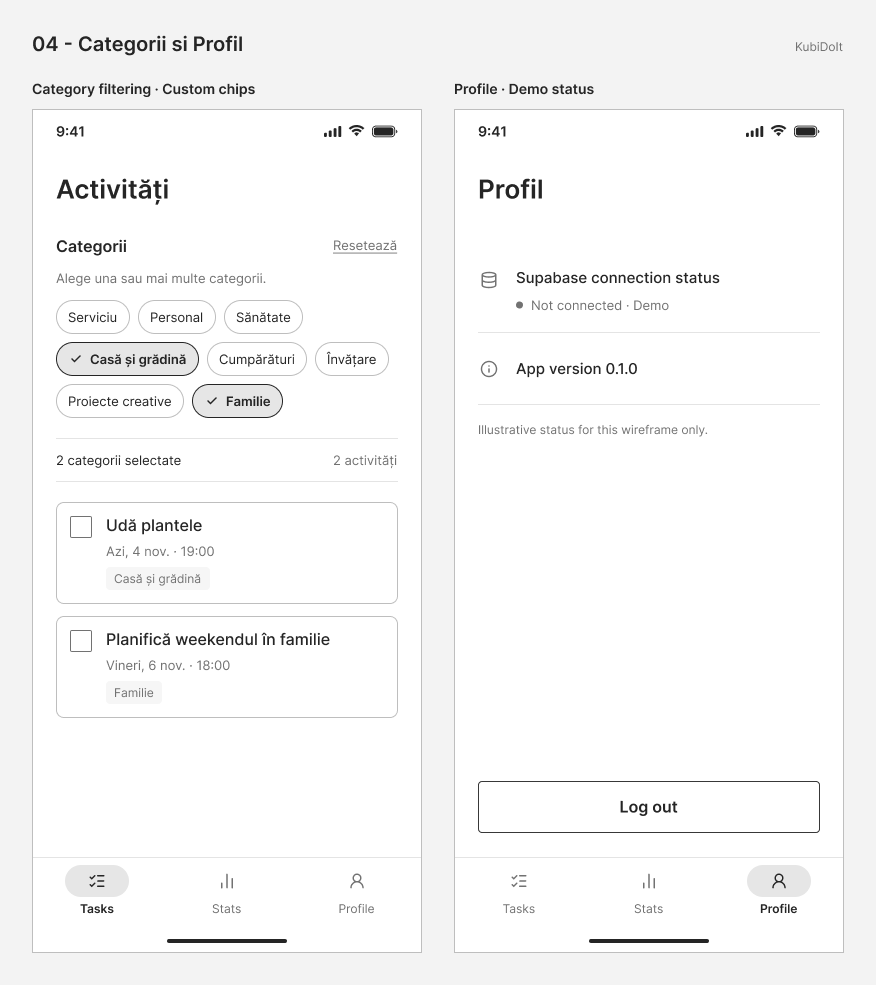 04 - Categorii si Profil
KubiDoIt
Category filtering · Custom chips
9:41
Activități
Categorii
Resetează
Alege una sau mai multe categorii.
Serviciu
Personal
Sănătate
Casă și grădină
Cumpărături
Învățare
Proiecte creative
Familie
2 categorii selectate
2 activități
Udă plantele
Azi, 4 nov. · 19:00
Casă și grădină
Planifică weekendul în familie
Vineri, 6 nov. · 18:00
Familie
Tasks
Stats
Profile
Profile · Demo status
9:41
Profil
Supabase connection status
Not connected · Demo
App version 0.1.0
Illustrative status for this wireframe only.
Log out
Tasks
Stats
Profile